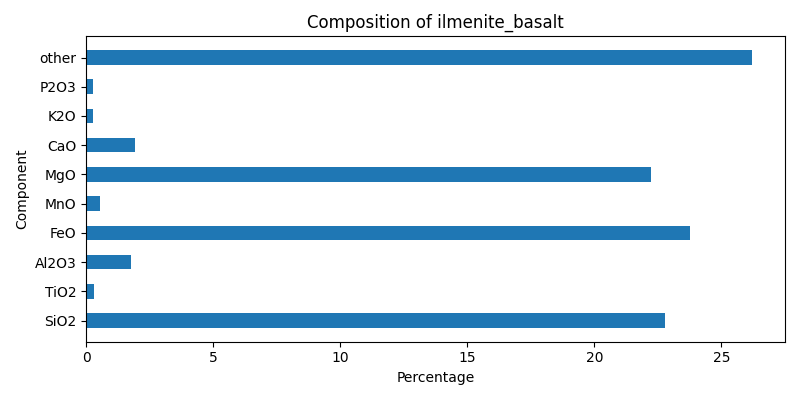 Composition of ilmenite_basalt
Component
other
P2O3
K2O
CaO
MgO
MnO
FeO
Al2O3
TiO2
SiO2
0 5 10 15 20 25
Percentage